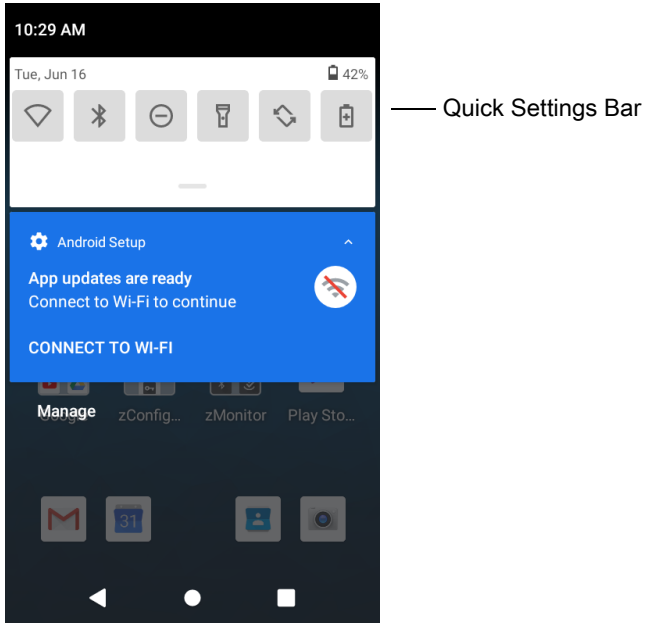 10:29 AM
Tue, Jun 16
42%
Quick Settings Bar
Android Setup
App updates are ready
Connect to Wi-Fi to continue
CONNECT TO WI-FI
Manage
Google
zConfig...
zMonitor
Play Sto...
31